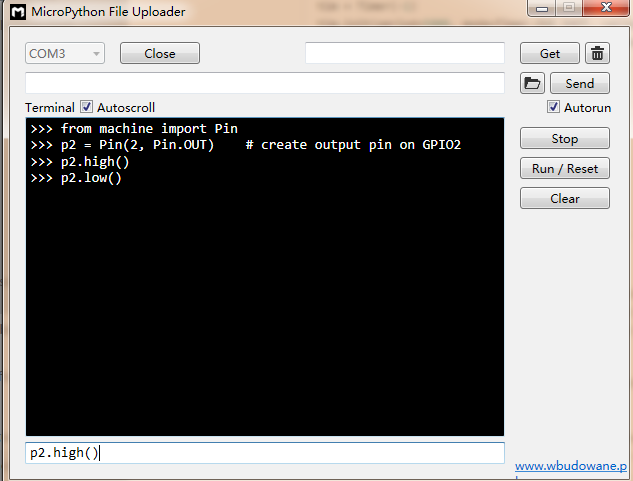 MicroPython File Uploader
COM3 Close Get
Send
Terminal Autoscroll Autorun
>>> from machine import Pin
>>> p2 = Pin(2, Pin.OUT)    # create output pin on GPIO2
>>> p2.high()
>>> p2.low()
Stop
Run / Reset
Clear
p2.high()
www.wbudowane.p